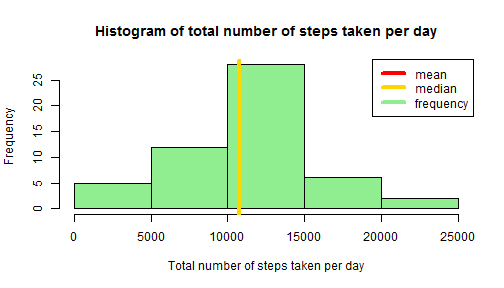 Histogram of total number of steps taken per day
mean
median
frequency
Frequency
25
20
15
10
5
0
0 5000 10000 15000 20000 25000
Total number of steps taken per day